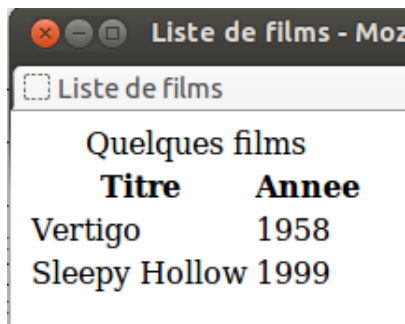 Liste de films - Moz
Liste de films
Quelques films
Titre Annee
Vertigo 1958
Sleepy Hollow 1999